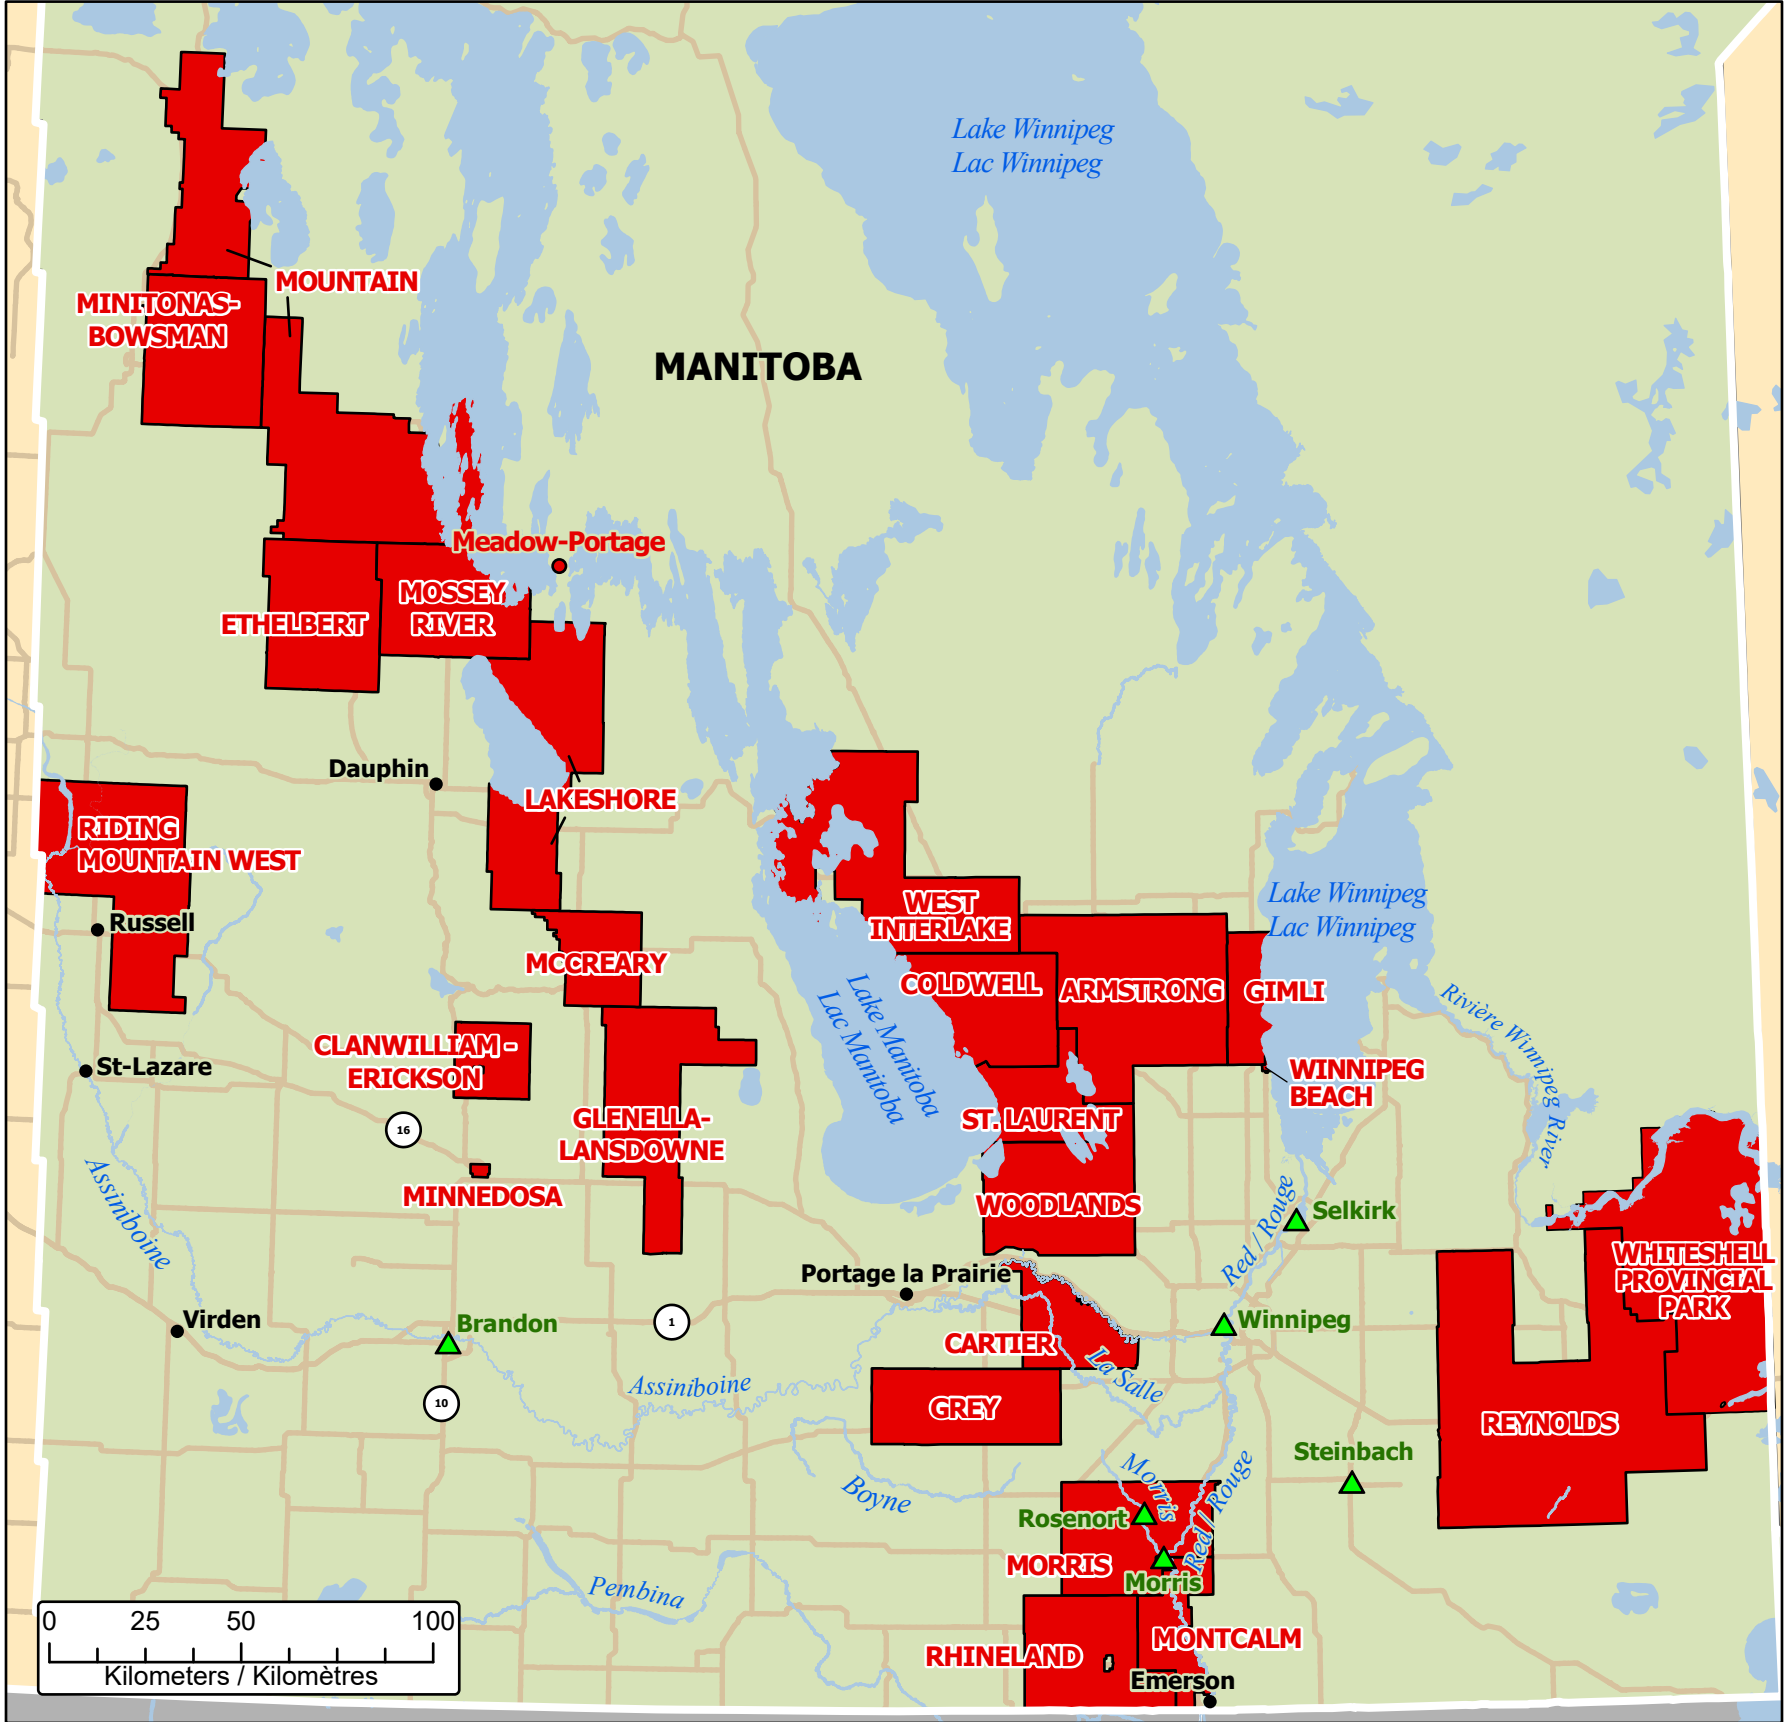 Lake Winnipeg
Lac Winnipeg
MOUNTAIN
MINITONAS-
BOWSMAN
MANITOBA
Meadow-Portage
MOSSEY
RIVER
ETHELBERT
Dauphin
LAKESHORE
RIDING
MOUNTAIN WEST
Russell
WEST
INTERLAKE
Lake Winnipeg
Lac Winnipeg
MCCREARY
COLDWELL
ARMSTRONG
GIMLI
Lake Manitoba
Lac Manitoba
Rivière Winnipeg River
CLANWILLIAM -
ERICKSON
St-Lazare
WINNIPEG
BEACH
GLENELLA-
LANSDOWNE
ST. LAURENT
16
MINNEDOSA
WOODLANDS
Assiniboine
Red / Rouge
Selkirk
WHITESHELL
PROVINCIAL
PARK
Portage la Prairie
Virden
Brandon
1
Winnipeg
CARTIER
La Salle
Assiniboine
10
GREY
REYNOLDS
Steinbach
Boyne
Morris
Red / Rouge
Rosenort
MORRIS
Morris
Pembina
RHINELAND
MONTCALM
Emerson
0 25 50 100
Kilometers / Kilomètres